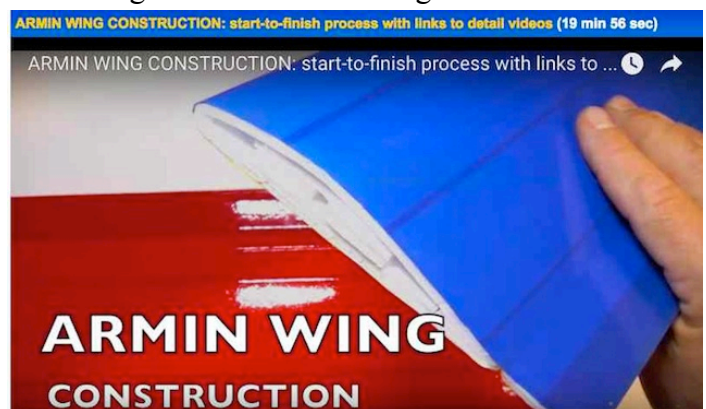 ARMIN WING CONSTRUCTION: start-to-finish process with links to detail videos (19 min 56 sec)
ARMIN WING CONSTRUCTION: start-to-finish process with links to ...
ARMIN WING
CONSTRUCTION